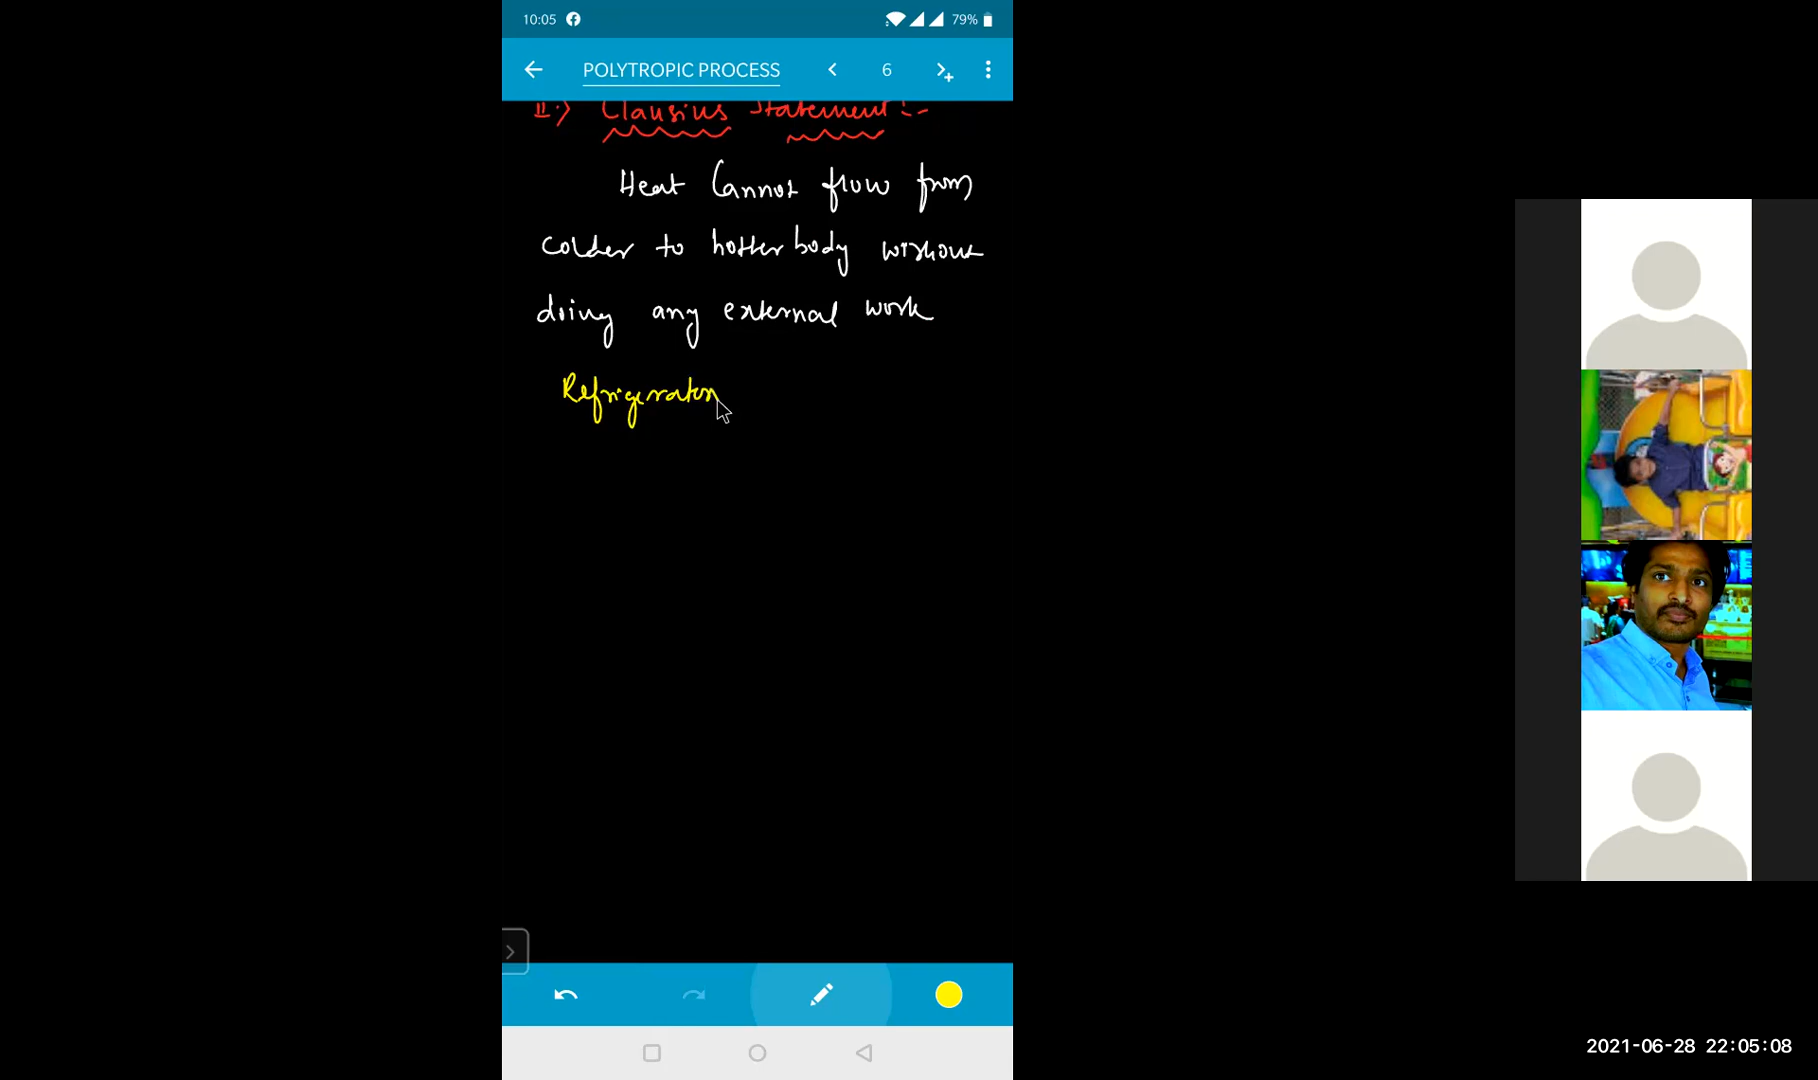 10:05 79%
POLYTROPIC PROCESS 6
II:) Clausius Statement :-
Heat Cannot flow from
colder to hotter body without
doing any external work
Refrigerator
2021-06-28 22:05:08